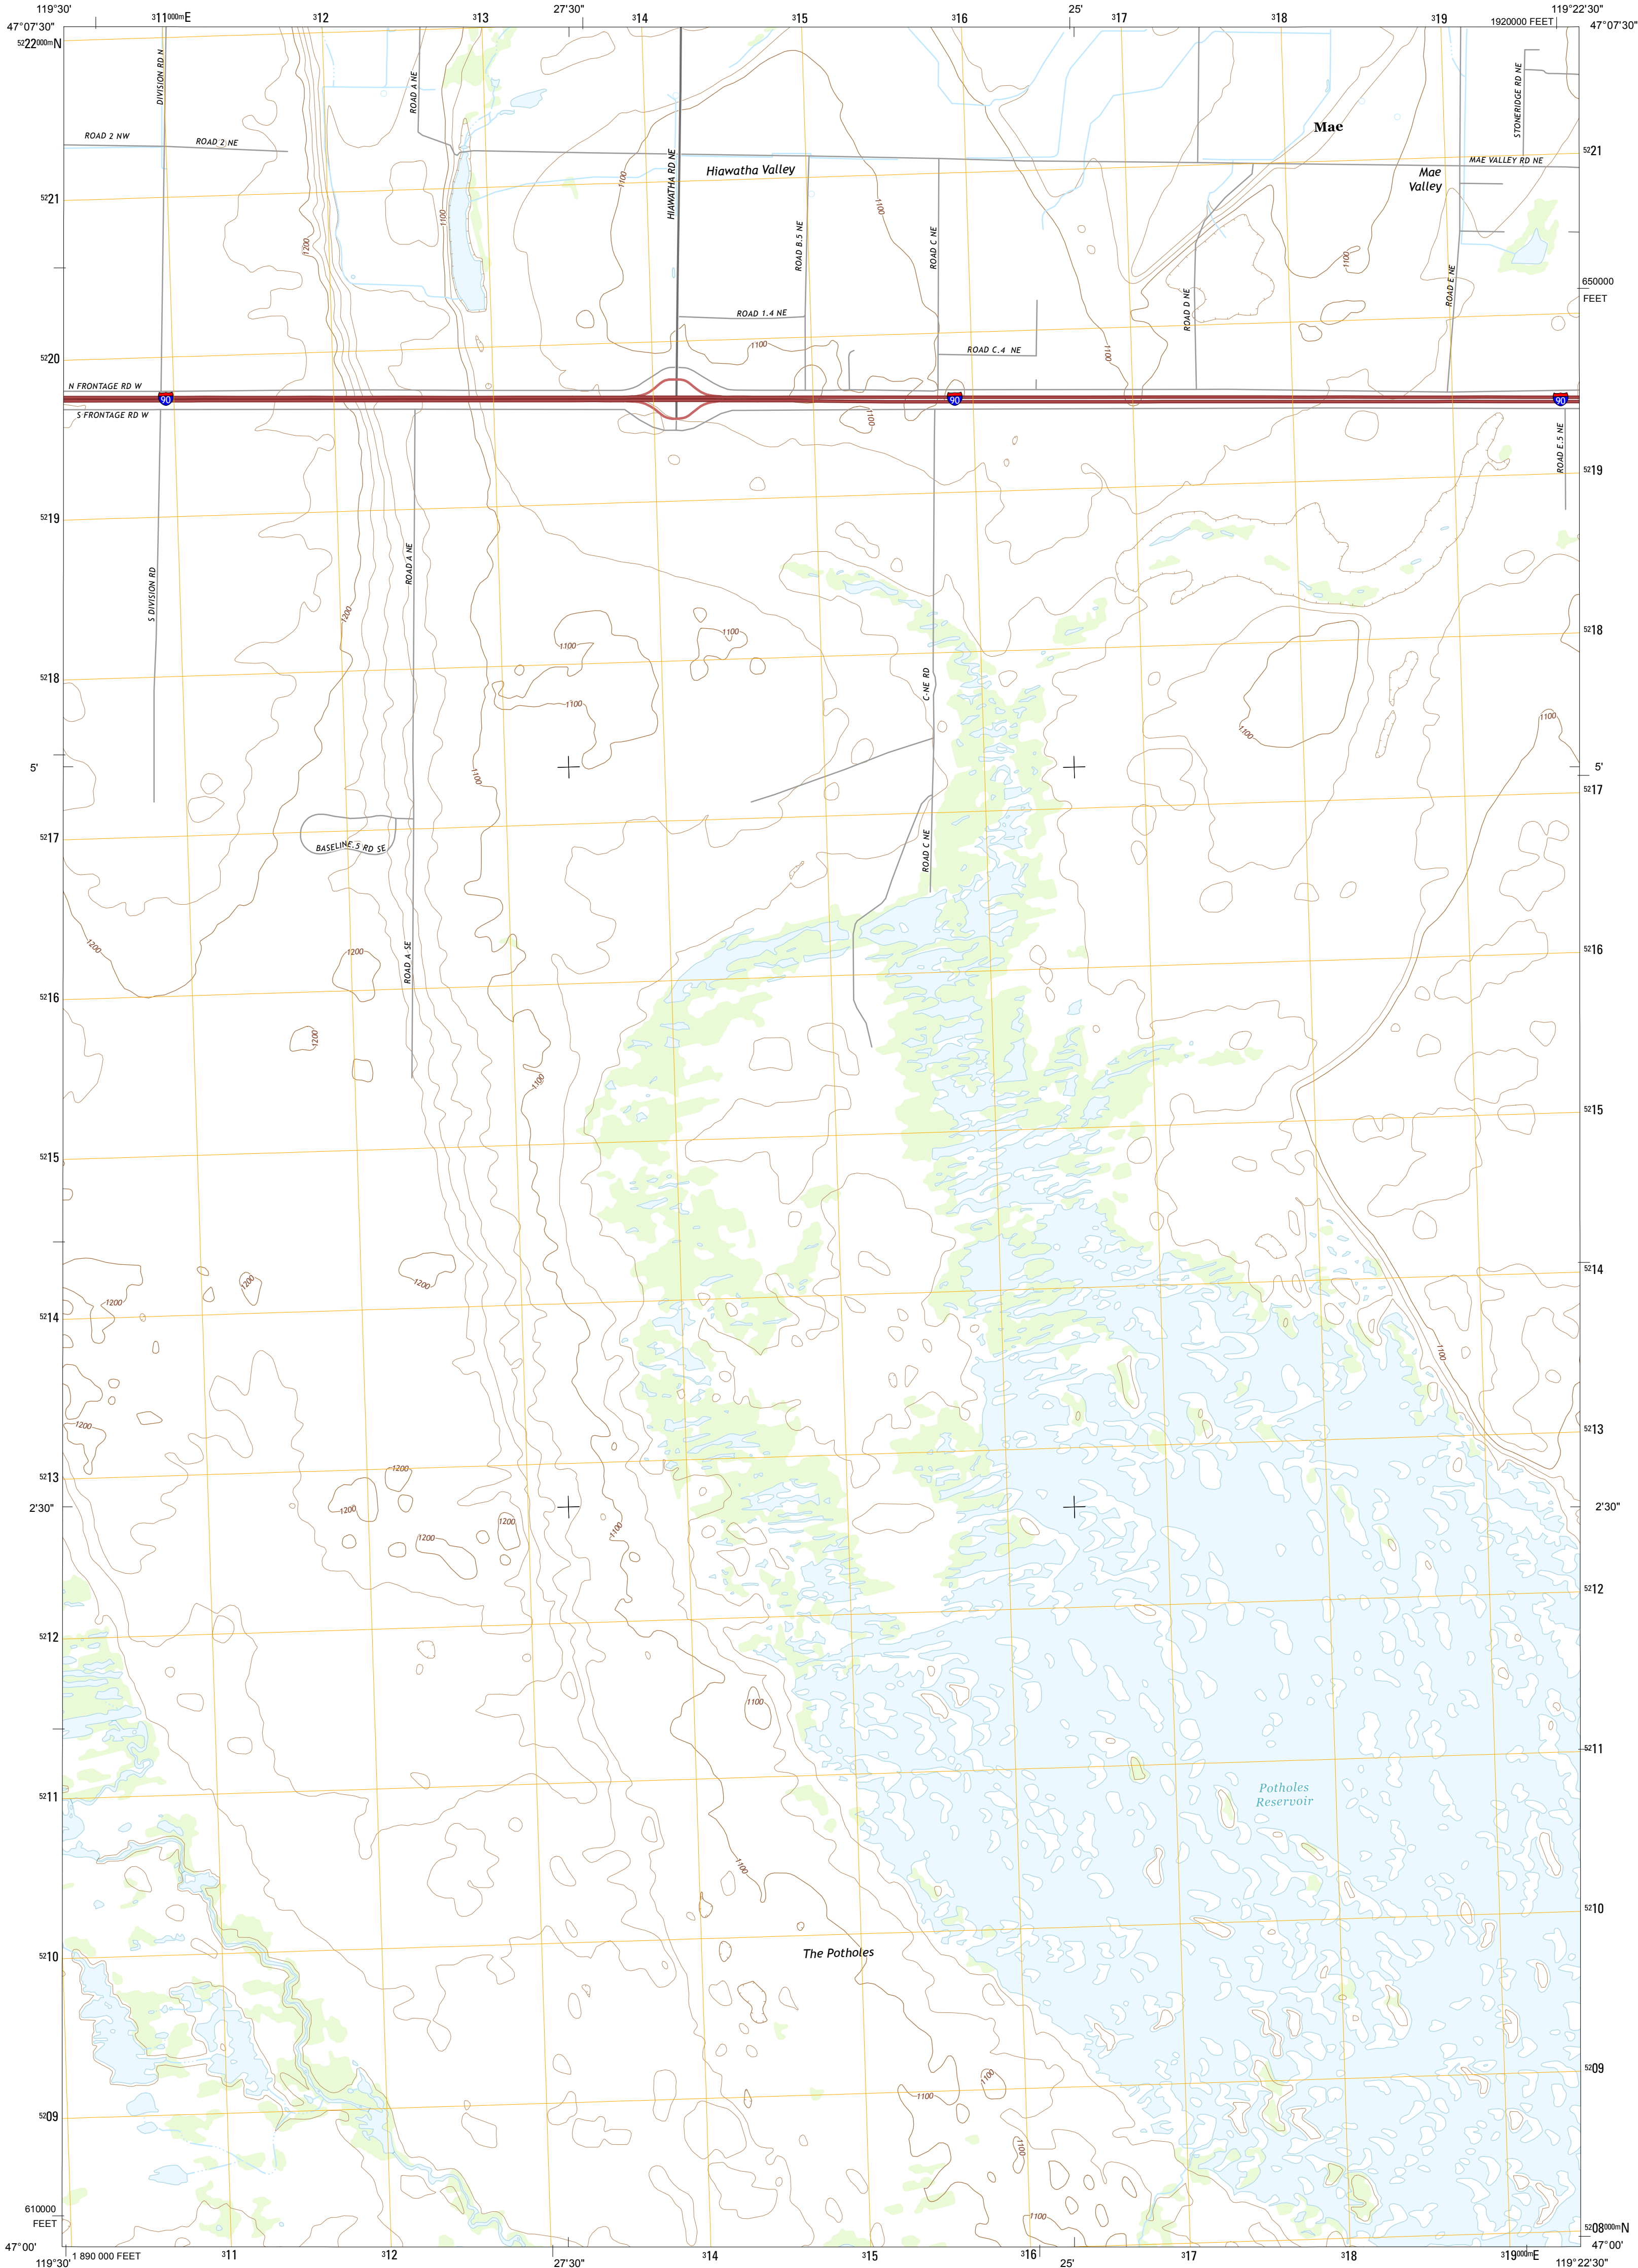 119°30'
311000mE
312
313
27'30"
314
315
316
25'
317
318
319
1920000 FEET
119°22'30"
47°07'30"
47°07'30"
5222000mN
DIVISION RD N
ROAD A NE
STONERIDGE RD NE
Mae
ROAD 2 NW
ROAD 2 NE
HIAWATHA RD NE
Hiawatha Valley
MAE VALLEY RD NE
5221
Mae
Valley
1100
5221
1100
1100
1200
ROAD B.5 NE
ROAD C NE
1100
ROAD E NE
650000
FEET
ROAD D NE
ROAD 1.4 NE
1100
ROAD C.4 NE
1100
5220
5220
N FRONTAGE RD W
90
90
90
S FRONTAGE RD W
1100
ROAD E.5 NE
5219
5219
ROAD A NE
S DIVISION RD
1200
1100
1100
5218
5218
C-NE RD
1100
1100
1100
5'
1100
5'
5217
5217
BASELINE.5 RD SE
ROAD C NE
1200
1200
ROAD A SE
5216
5216
1200
1100
5215
5215
5214
1200
1200
1200
5214
1100
1200
5213
5213
1200
1200
2'30"
1200
1200
1100
2'30"
5212
5212
1100
5211
Potholes
Reservoir
5211
1100
5210
The Potholes
5210
5209
1100
1100
5209
1100
610000
FEET
1100
5208000mN
47°00'
47°00'
119°30'
1 890 000 FEET
311
312
27'30"
314
315
316
25'
317
318
319000mE
119°22'30"